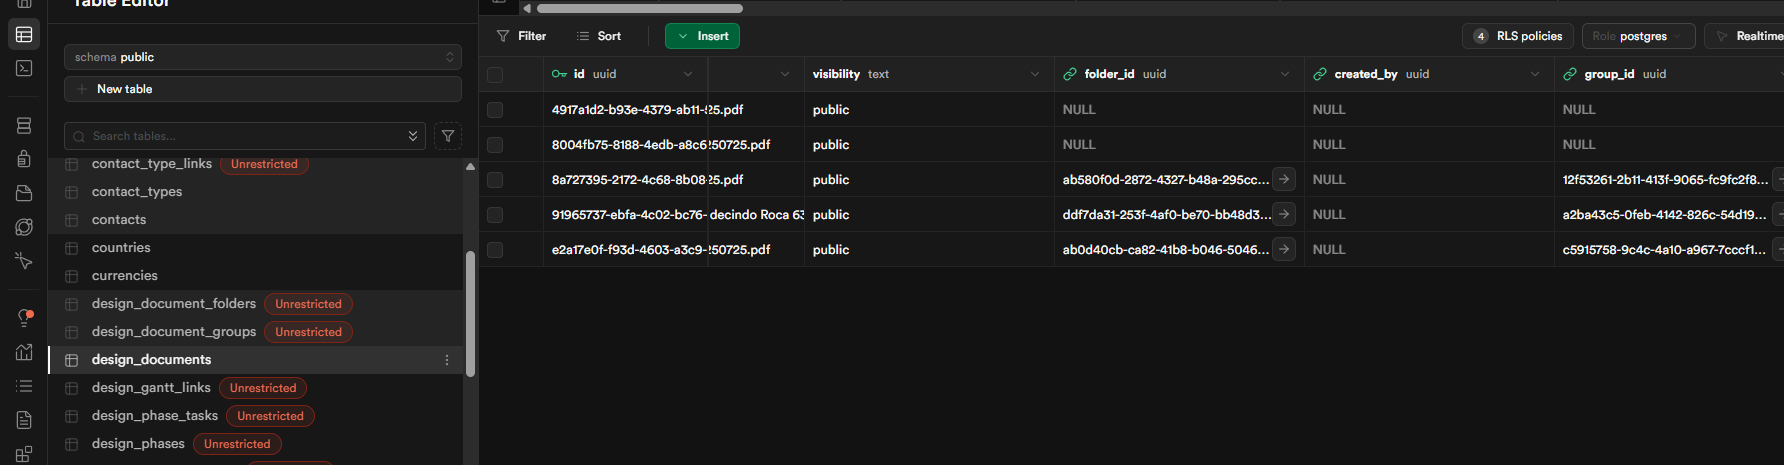 Table Editor
schema public
New table
Search tables...
contact_type_links Unrestricted
contact_types
contacts
countries
currencies
design_document_folders Unrestricted
design_document_groups Unrestricted
design_documents
design_gantt_links Unrestricted
design_phase_tasks Unrestricted
design_phases Unrestricted
Filter Sort Insert 4 RLS policies Role postgres Realtime
id uuid visibility text folder_id uuid created_by uuid group_id uuid
4917a1d2-b93e-4379-ab11- 25.pdf public NULL NULL NULL
8004fb75-8188-4edb-a8c6 250725.pdf public NULL NULL NULL
8a727395-2172-4c68-8b08- 25.pdf public ab580f0d-2872-4327-b48a-295cc... NULL 12f53261-2b11-413f-9065-fc9fc2f8...
91965737-ebfa-4c02-bc76- decindo Roca 63 public ddf7da31-253f-4af0-be70-bb48d3... NULL a2ba43c5-0feb-4142-826c-54d19...
e2a17e0f-f93d-4603-a3c9- 250725.pdf public ab0d40cb-ca82-41b8-b046-5046... NULL c5915758-9c4c-4a10-a967-7cccf1...